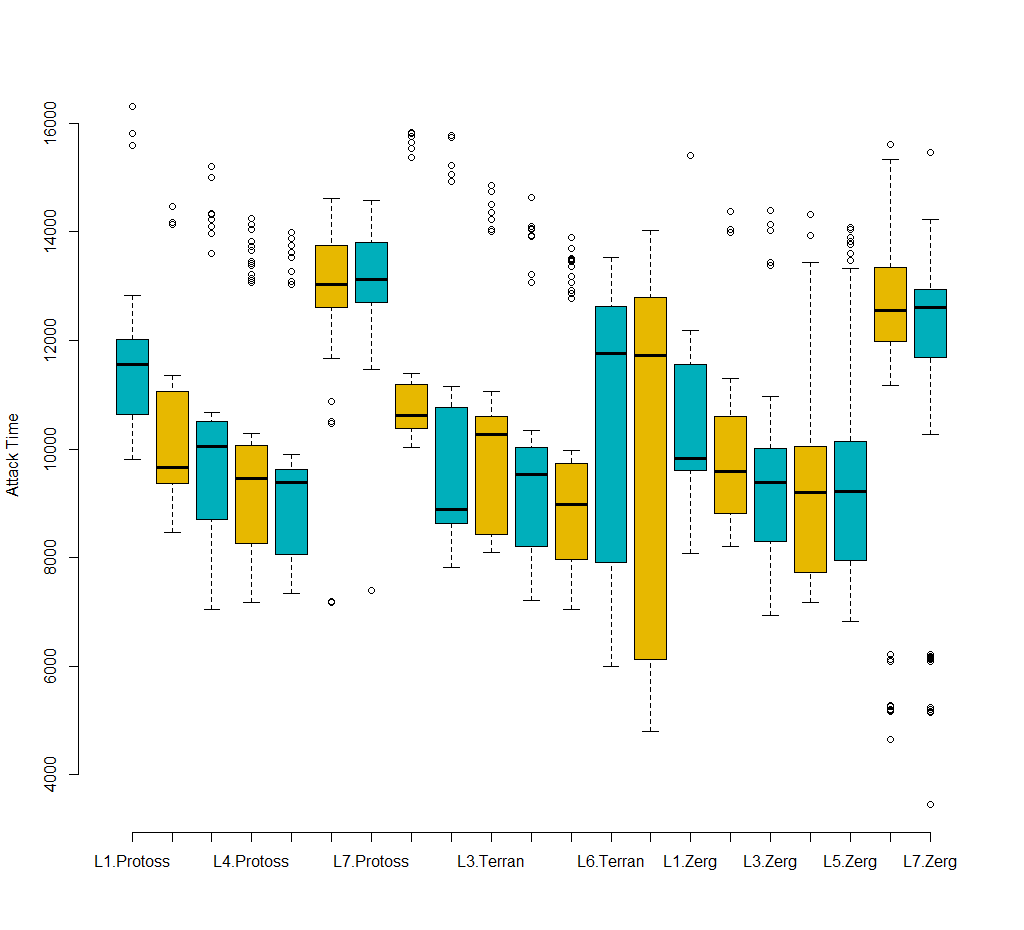 16000
14000
12000
10000
8000
6000
4000
Attack Time
L1.Protoss
L4.Protoss
L7.Protoss
L3.Terran
L6.Terran
L1.Zerg
L3.Zerg
L5.Zerg
L7.Zerg